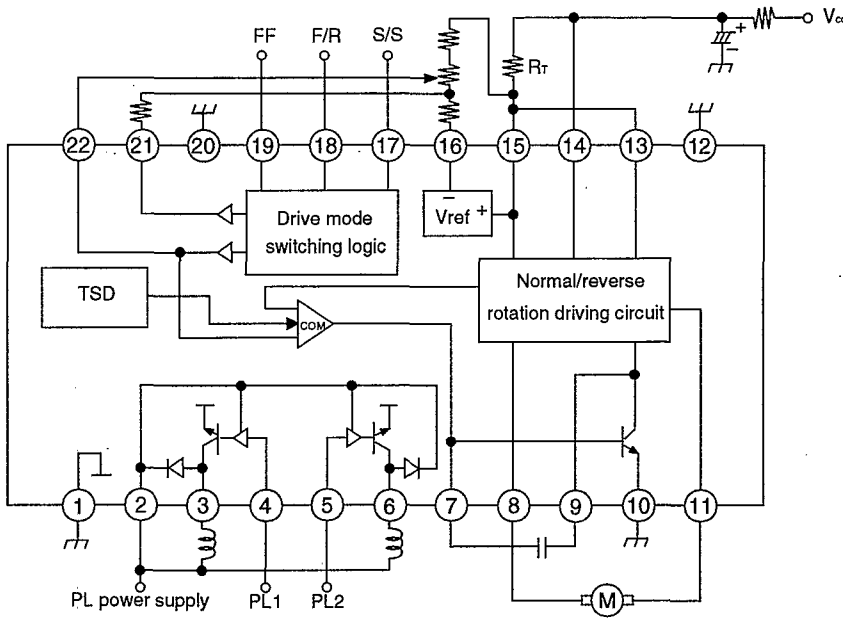 FF F/R S/S
+
–
Vcc
RT
22 21 20 19 18 17 16 15 14 13 12
Drive mode
switching logic
– Vref +
TSD
COM
Normal/reverse
rotation driving circuit
1 2 3 4 5 6 7 8 9 10 11
PL power supply PL1 PL2
M